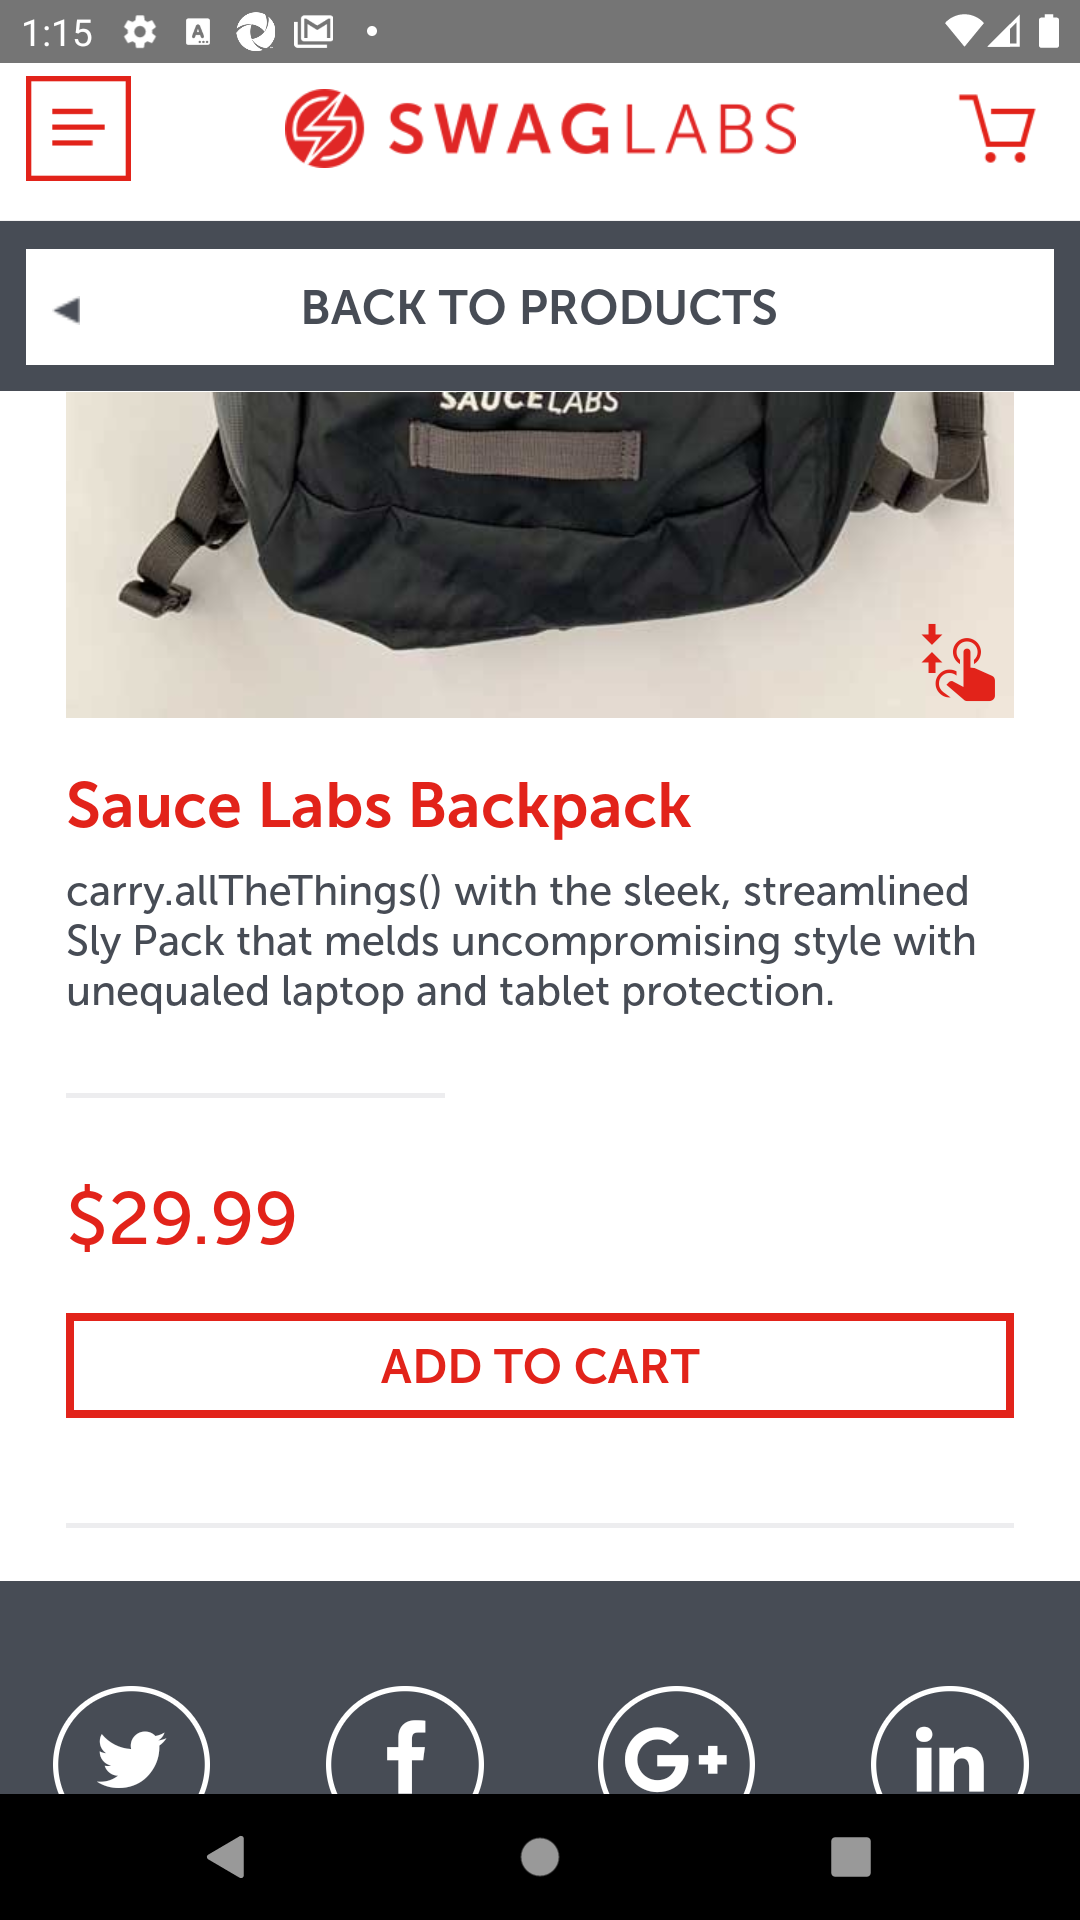 1:15
SWAGLABS
BACK TO PRODUCTS
SAUCELABS
Sauce Labs Backpack
carry.allTheThings() with the sleek, streamlined
Sly Pack that melds uncompromising style with
unequaled laptop and tablet protection.
$29.99
ADD TO CART